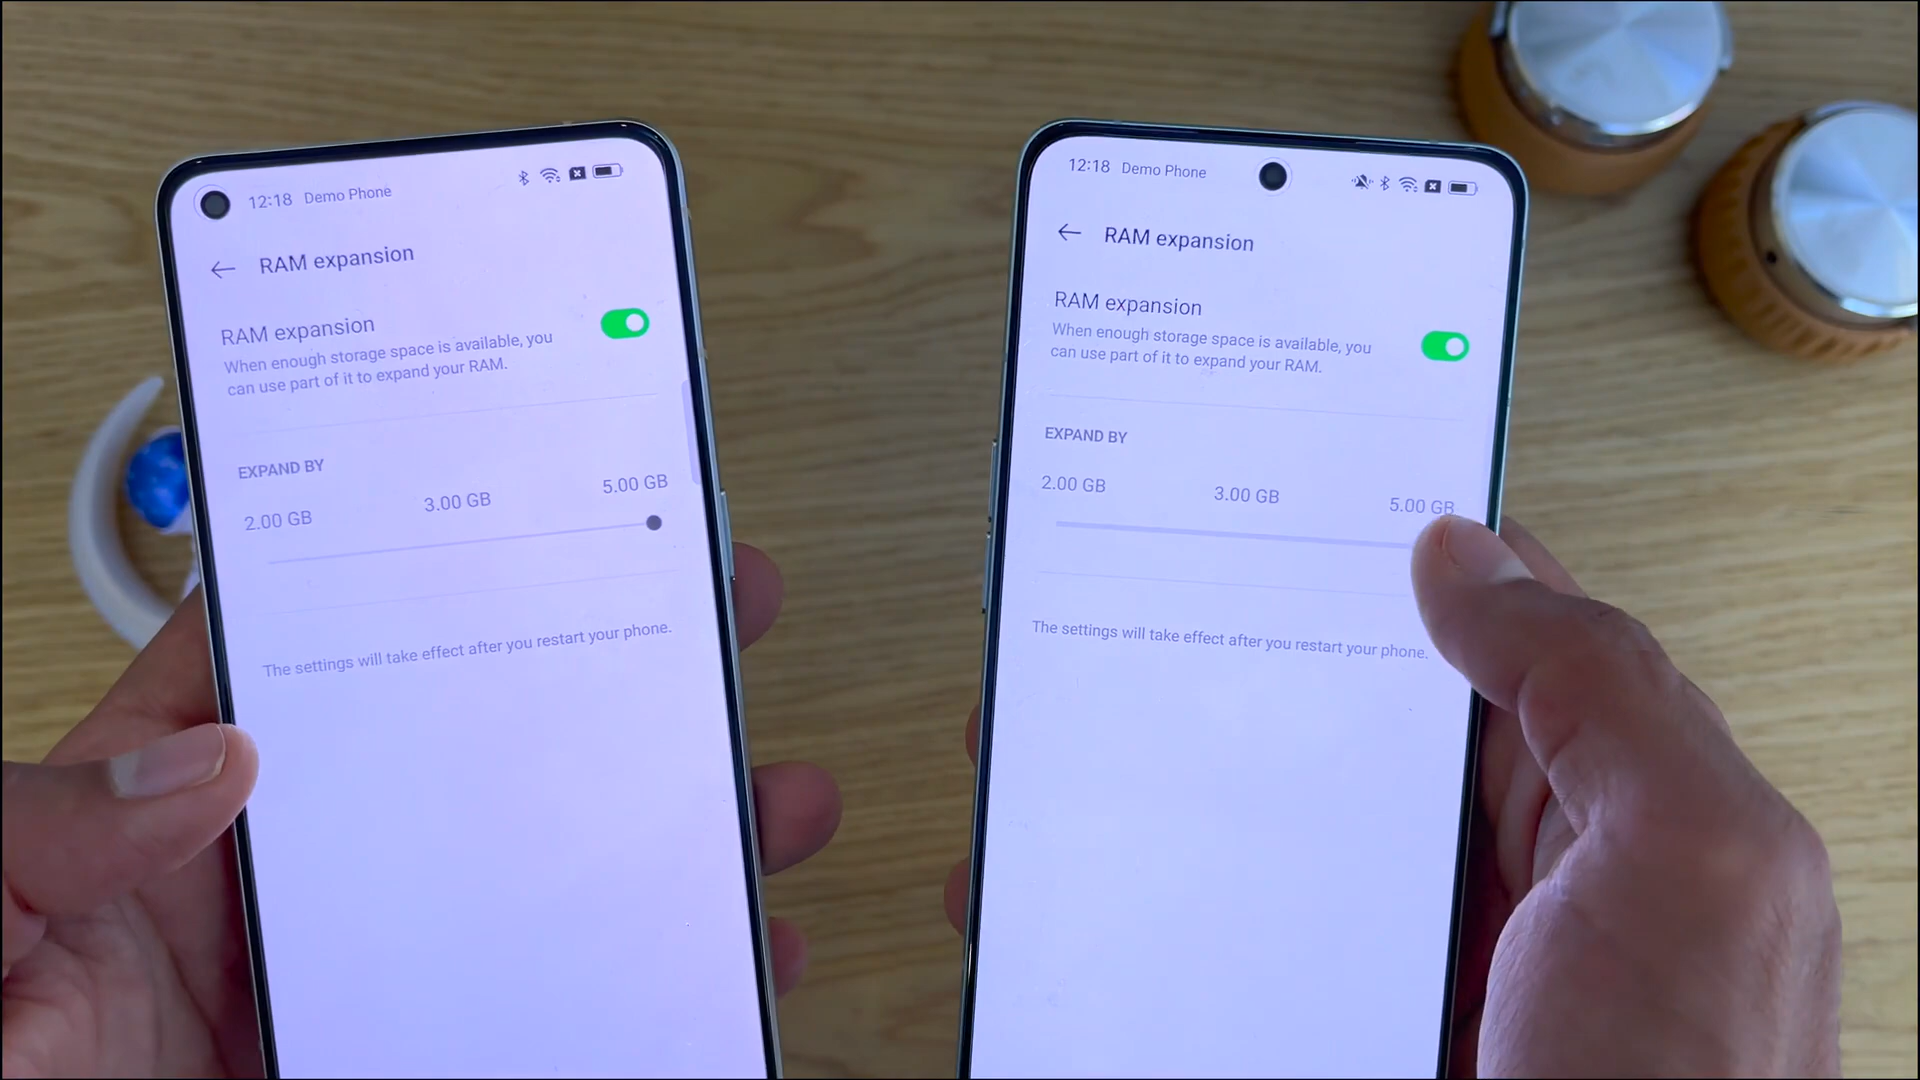 12:18 Demo Phone
RAM expansion
RAM expansion
When enough storage space is available, you
can use part of it to expand your RAM.
EXPAND BY
2.00 GB 3.00 GB 5.00 GB
The settings will take effect after you restart your phone.
12:18 Demo Phone
RAM expansion
RAM expansion
When enough storage space is available, you
can use part of it to expand your RAM.
EXPAND BY
2.00 GB 3.00 GB 5.00 GB
The settings will take effect after you restart your phone.